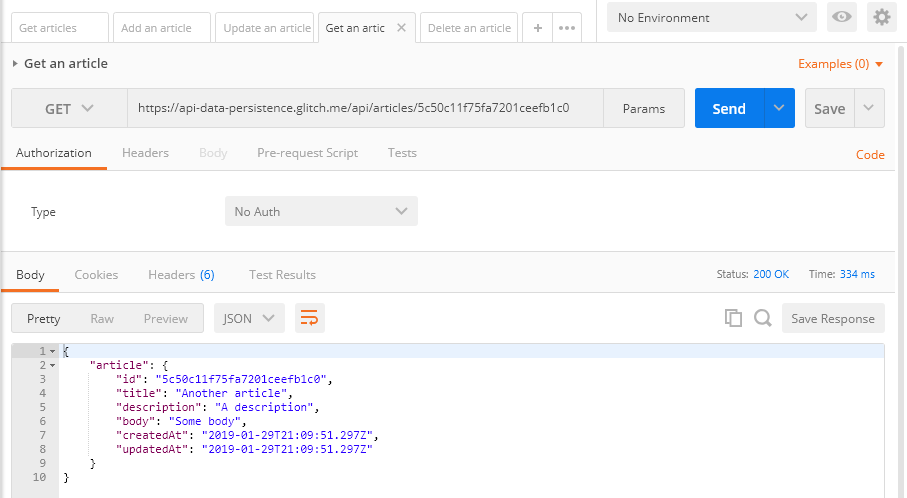 Get articles Add an article Update an article Get an artic Delete an article + No Environment
Get an article Examples (0)
GET https://api-data-persistence.glitch.me/api/articles/5c50c11f75fa7201ceefb1c0 Params Send Save
Authorization Headers Body Pre-request Script Tests Code
Type No Auth
Body Cookies Headers (6) Test Results Status: 200 OK Time: 334 ms
Pretty Raw Preview JSON Save Response
1 {
2 "article": {
3 "id": "5c50c11f75fa7201ceefb1c0",
4 "title": "Another article",
5 "description": "A description",
6 "body": "Some body",
7 "createdAt": "2019-01-29T21:09:51.297Z",
8 "updatedAt": "2019-01-29T21:09:51.297Z"
9 }
10 }